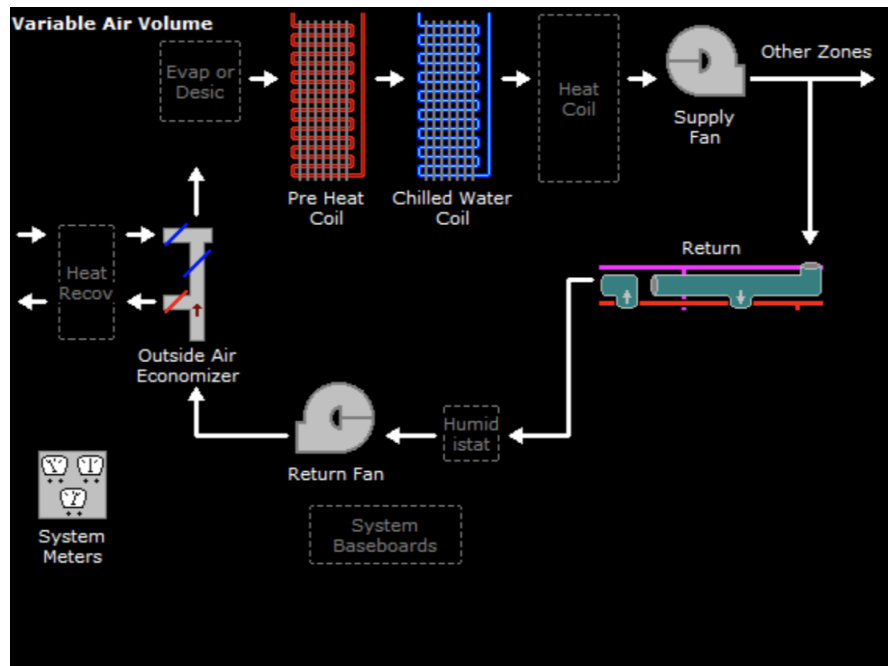 Variable Air Volume
Evap or
Desic
Pre Heat
Coil
Chilled Water
Coil
Heat
Coil
Supply
Fan
Other Zones
Return
Heat
Recov
Outside Air
Economizer
Humid
istat
Return Fan
System
Baseboards
System
Meters